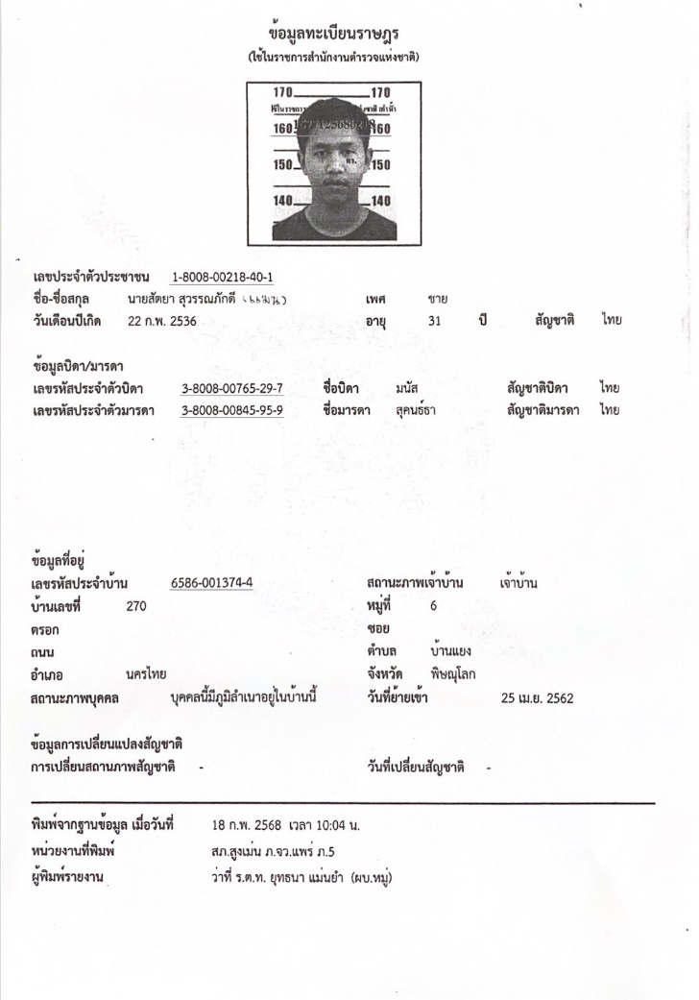 ข้อมูลทะเบียนราษฎร
(ใช้ในราชการสำนักงานตำรวจแห่งชาติ)
170 170
160 160
150 150
140 140
เลขประจำตัวประชาชน 1-8008-00218-40-1
ชื่อ-ชื่อสกุล นายสัตยา สุวรรณภักดี เพศ ชาย
วันเดือนปีเกิด 22 ก.พ. 2536 อายุ 31 ปี สัญชาติ ไทย
ข้อมูลบิดา/มารดา
เลขรหัสประจำตัวบิดา 3-8008-00765-29-7 ชื่อบิดา มนัส สัญชาติบิดา ไทย
เลขรหัสประจำตัวมารดา 3-8008-00845-95-9 ชื่อมารดา สุคนธ์ธา สัญชาติมารดา ไทย
ข้อมูลที่อยู่
เลขรหัสประจำบ้าน 6586-001374-4 สถานะภาพเจ้าบ้าน เจ้าบ้าน
บ้านเลขที่ 270 หมู่ที่ 6
ตรอก ซอย
ถนน ตำบล บ้านแยง
อำเภอ นครไทย จังหวัด พิษณุโลก
สถานะภาพบุคคล บุคคลนี้มีภูมิลำเนาอยู่ในบ้านนี้ วันที่ย้ายเข้า 25 เม.ย. 2562
ข้อมูลการเปลี่ยนแปลงสัญชาติ
การเปลี่ยนสถานภาพสัญชาติ - วันที่เปลี่ยนสัญชาติ -
พิมพ์จากฐานข้อมูล เมื่อวันที่ 18 ก.พ. 2568 เวลา 10:04 น.
หน่วยงานที่พิมพ์ สภ.สูงเม่น ภ.จว.แพร่ ภ.5
ผู้พิมพ์รายงาน ว่าที่ ร.ต.ท. ยุทธนา แม่นยำ (ผบ.หมู่)